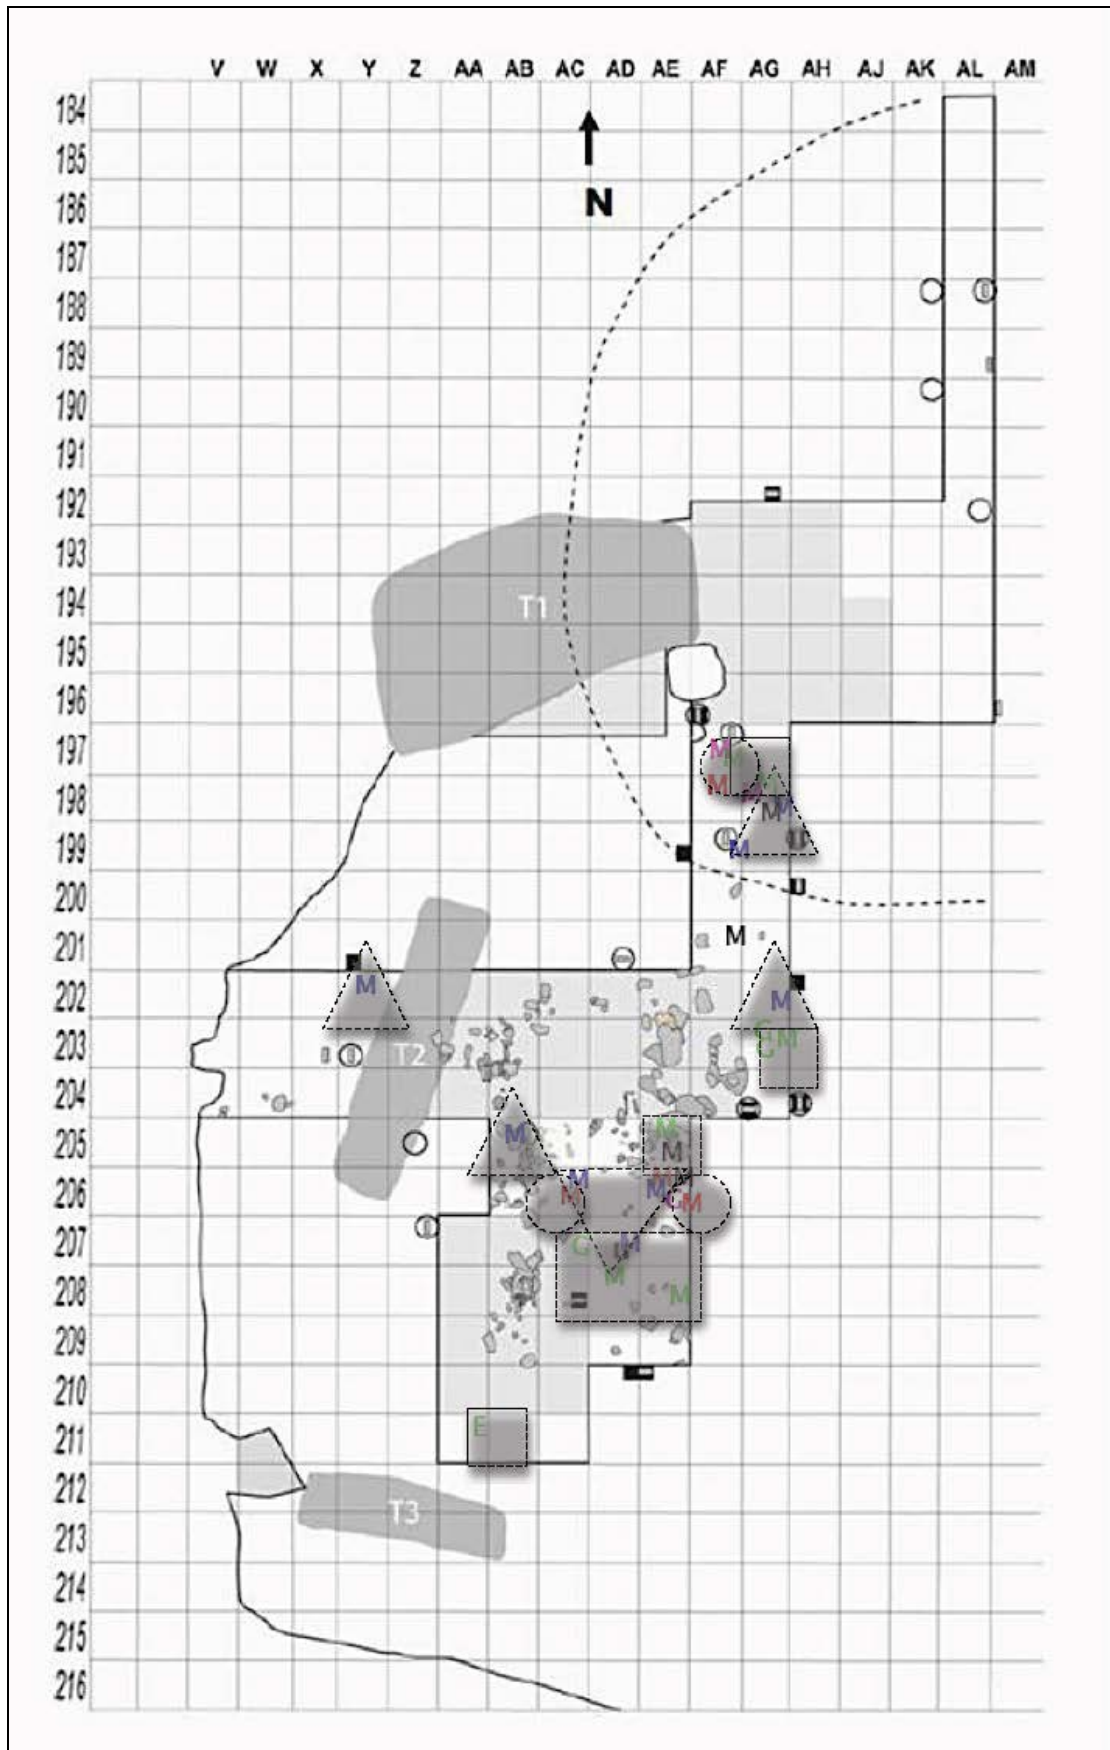 V W X Y Z AA AB AC AD AE AF AG AH AJ AK AL AM
184
185
N
186
187
188
189
190
191
192
193
T1
194
195
196
197
M M
M M M
198
M M
199
M
200
201
M
202
M M
203
G M
T2 G
204
205
M M
M
206
M M
M M G M
207
G M
M
208
M
209
210
211
E
212
T3
213
214
215
216